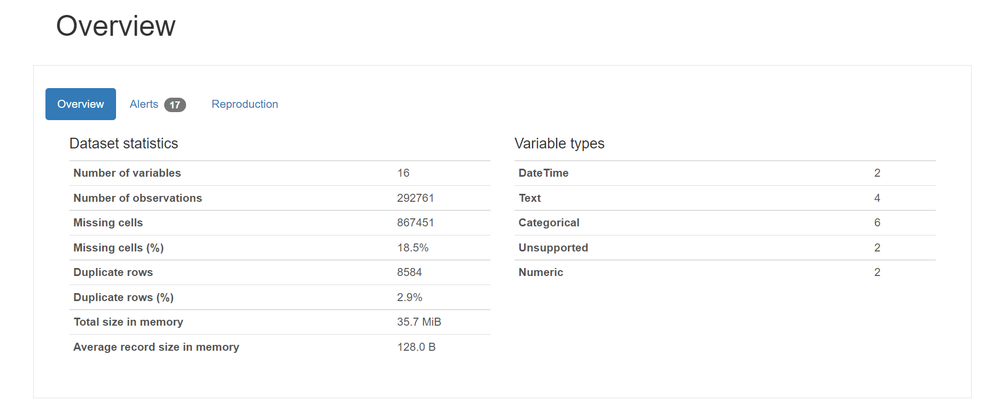 Overview
Overview Alerts 17 Reproduction
Dataset statistics
Number of variables 16
Number of observations 292761
Missing cells 867451
Missing cells (%) 18.5%
Duplicate rows 8584
Duplicate rows (%) 2.9%
Total size in memory 35.7 MiB
Average record size in memory 128.0 B
Variable types
DateTime 2
Text 4
Categorical 6
Unsupported 2
Numeric 2